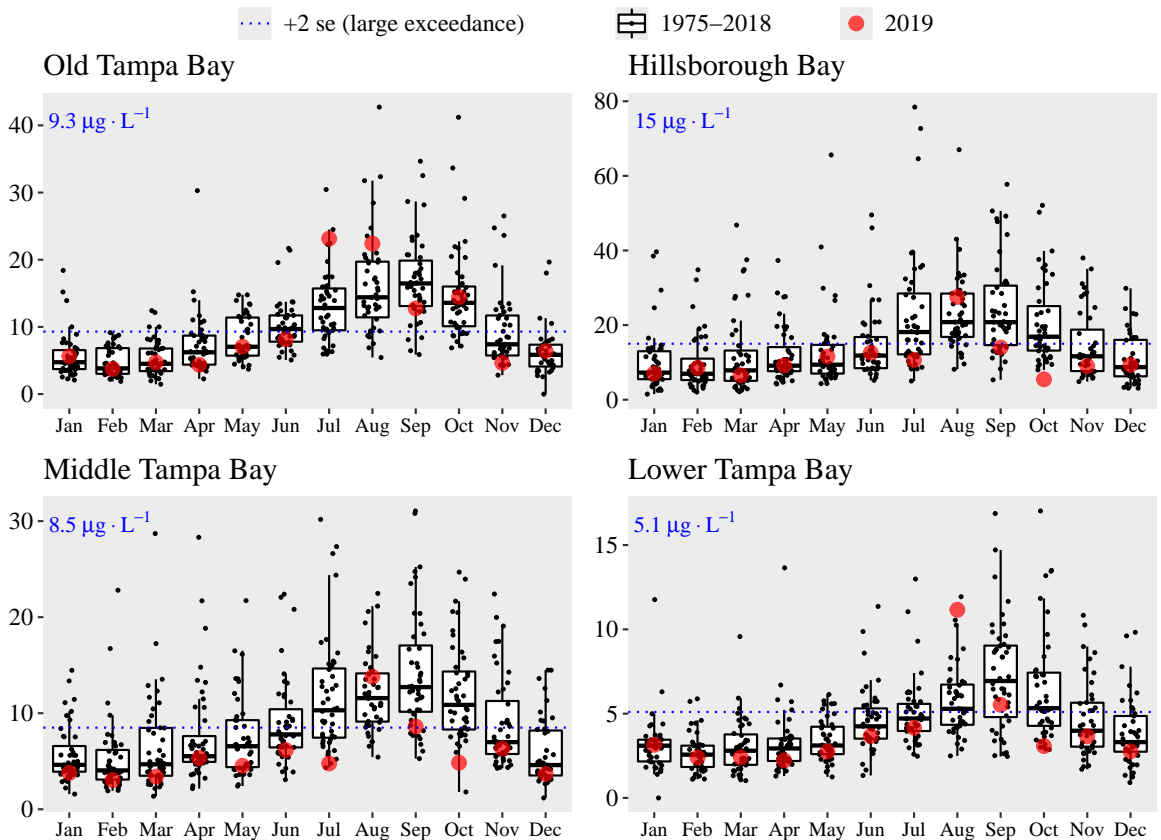 +2 se (large exceedance) 1975–2018 2019
Old Tampa Bay
9.3 μg · L⁻¹
40
30
20
10
0
Jan Feb Mar Apr May Jun Jul Aug Sep Oct Nov Dec
Hillsborough Bay
15 μg · L⁻¹
80
60
40
20
0
Jan Feb Mar Apr May Jun Jul Aug Sep Oct Nov Dec
Middle Tampa Bay
8.5 μg · L⁻¹
30
20
10
0
Jan Feb Mar Apr May Jun Jul Aug Sep Oct Nov Dec
Lower Tampa Bay
5.1 μg · L⁻¹
15
10
5
0
Jan Feb Mar Apr May Jun Jul Aug Sep Oct Nov Dec